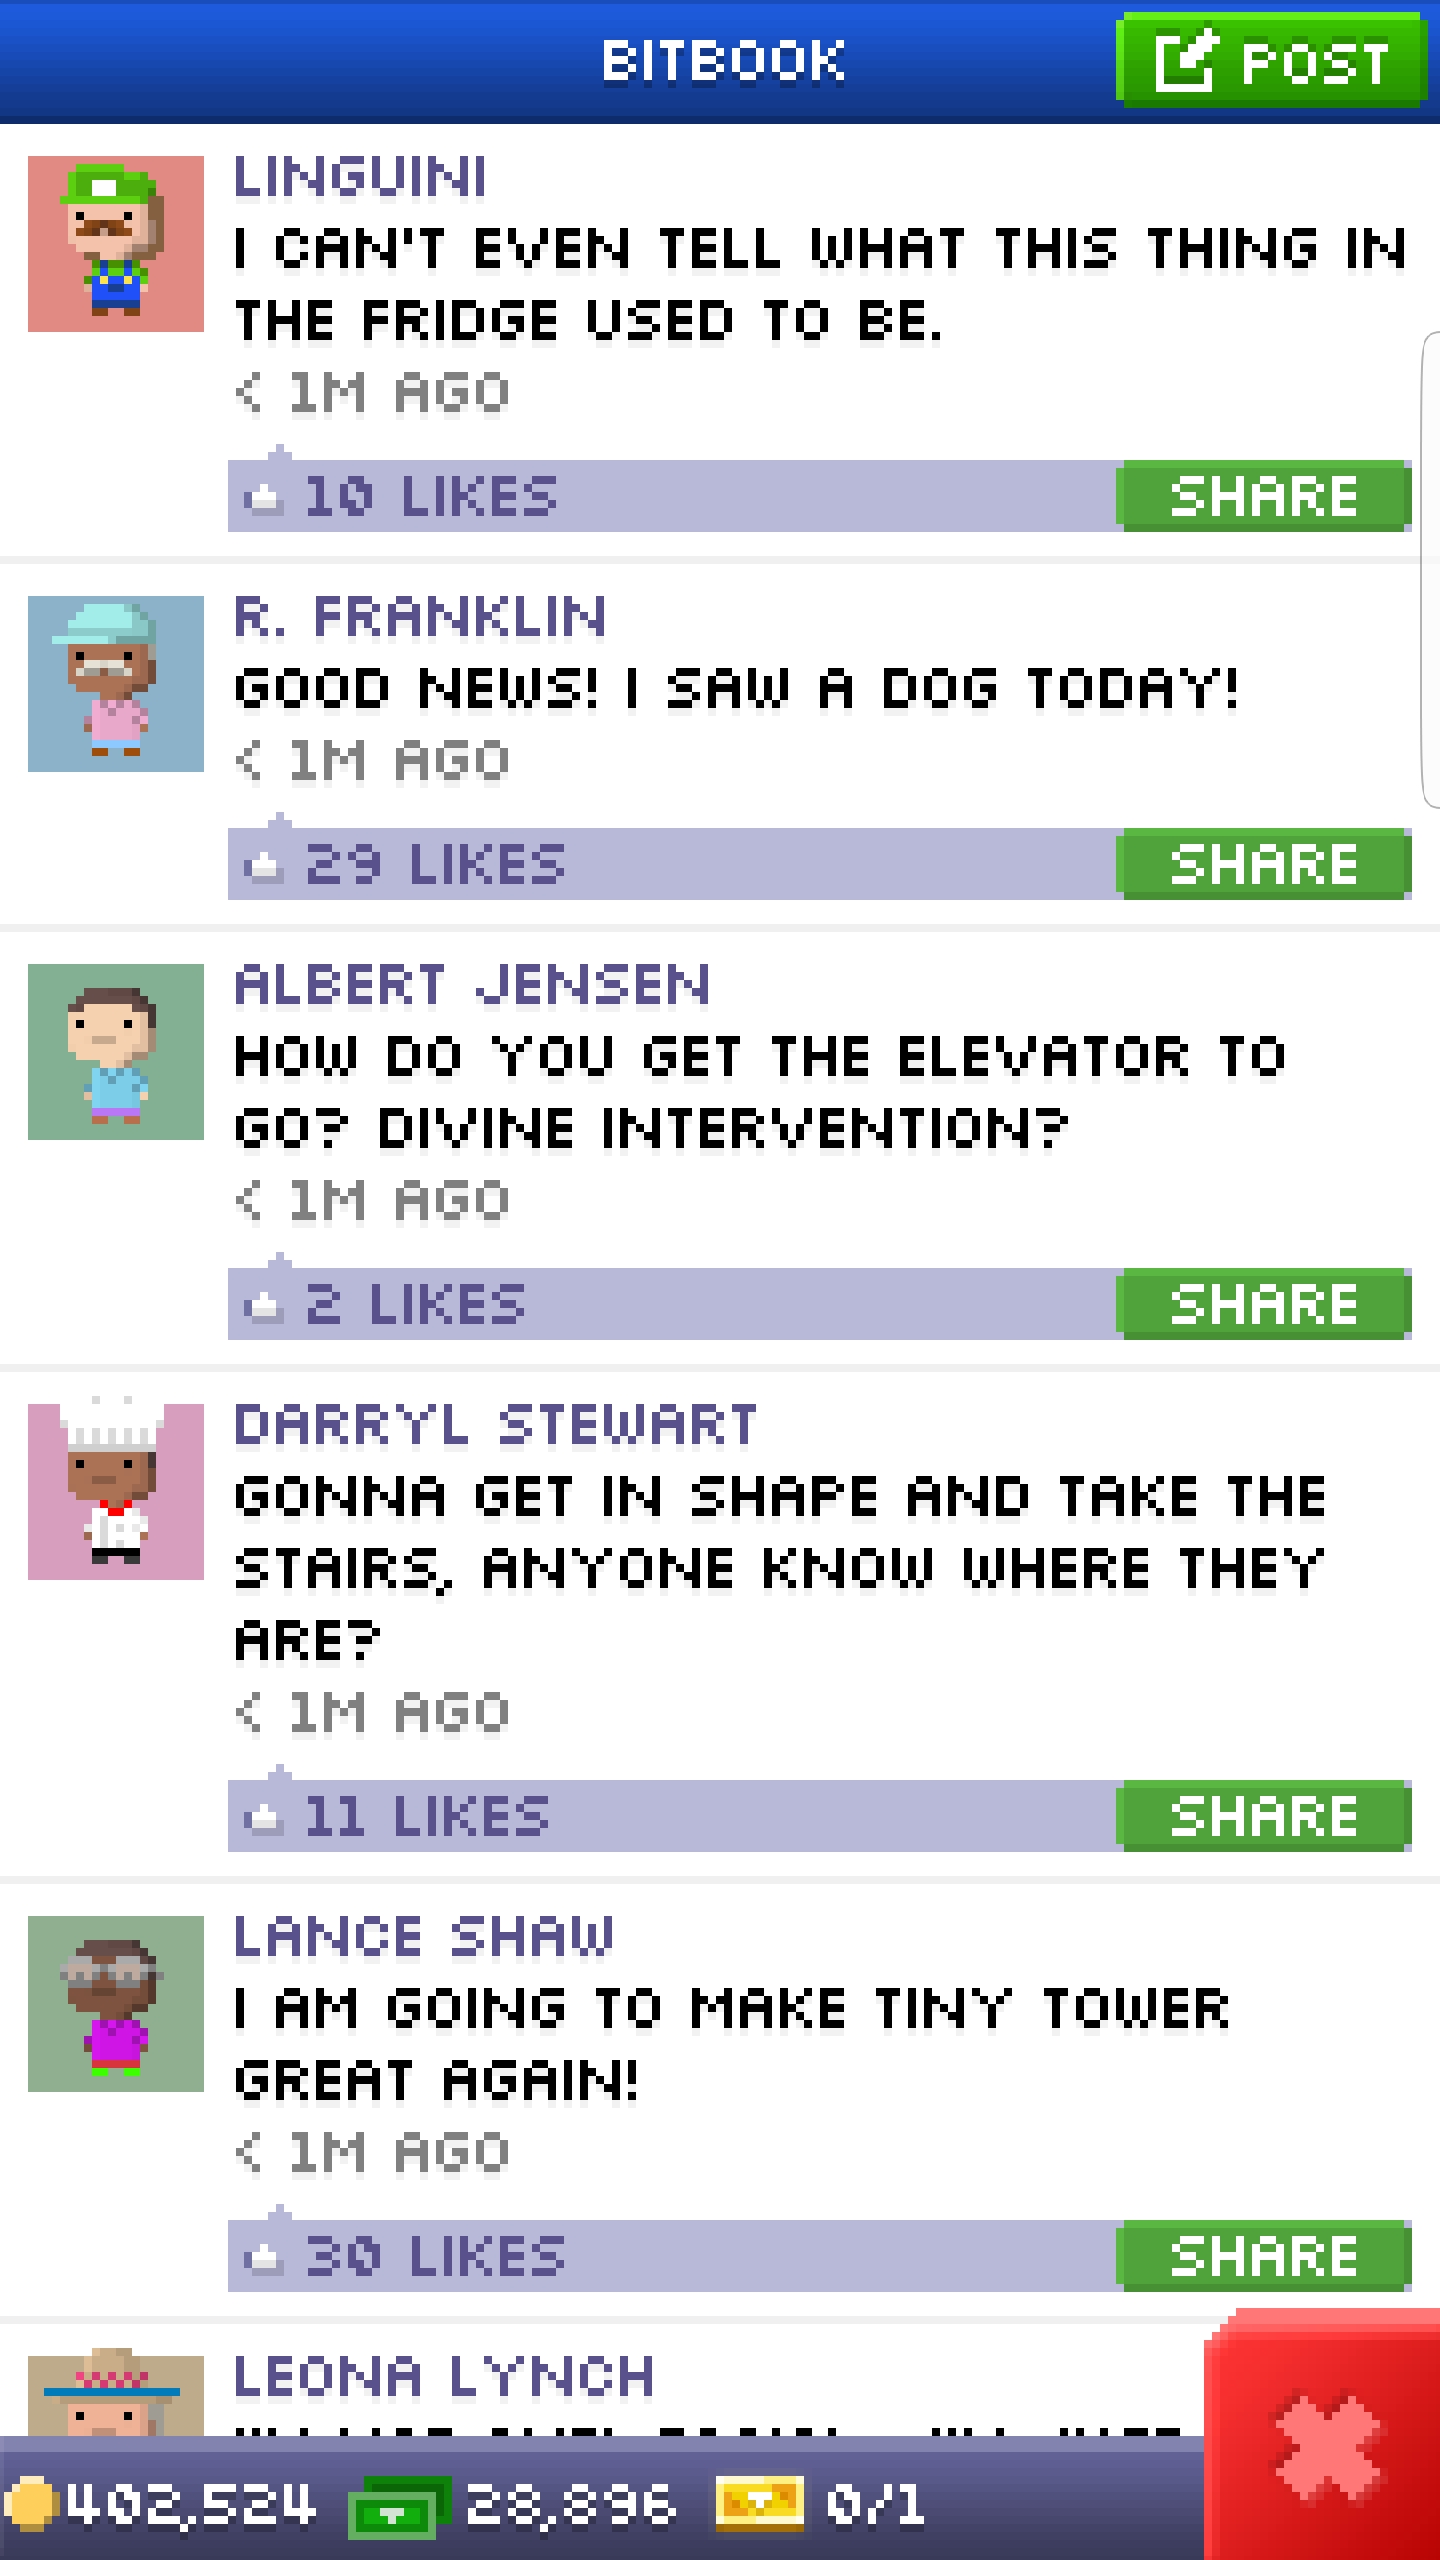 BITBOOK
POST
LINGUINI
I CAN'T EVEN TELL WHAT THIS THING IN
THE FRIDGE USED TO BE.
< 1M AGO
10 LIKES
SHARE
R. FRANKLIN
GOOD NEWS! I SAW A DOG TODAY!
< 1M AGO
29 LIKES
SHARE
ALBERT JENSEN
HOW DO YOU GET THE ELEVATOR TO
GO? DIVINE INTERVENTION?
< 1M AGO
2 LIKES
SHARE
DARRYL STEWART
GONNA GET IN SHAPE AND TAKE THE
STAIRS, ANYONE KNOW WHERE THEY
ARE?
< 1M AGO
11 LIKES
SHARE
LANCE SHAW
I AM GOING TO MAKE TINY TOWER
GREAT AGAIN!
< 1M AGO
30 LIKES
SHARE
LEONA LYNCH
402,524
28,896
0/1